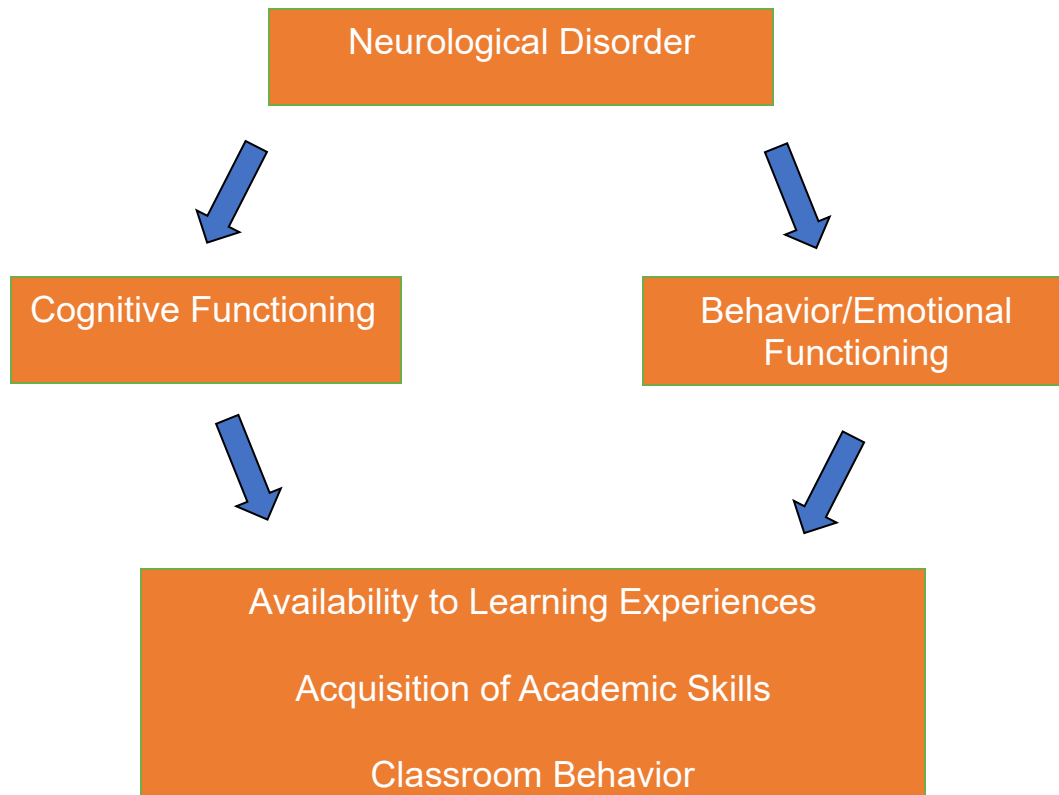 Neurological Disorder
Cognitive Functioning
Behavior/Emotional
Functioning
Availability to Learning Experiences
Acquisition of Academic Skills
Classroom Behavior